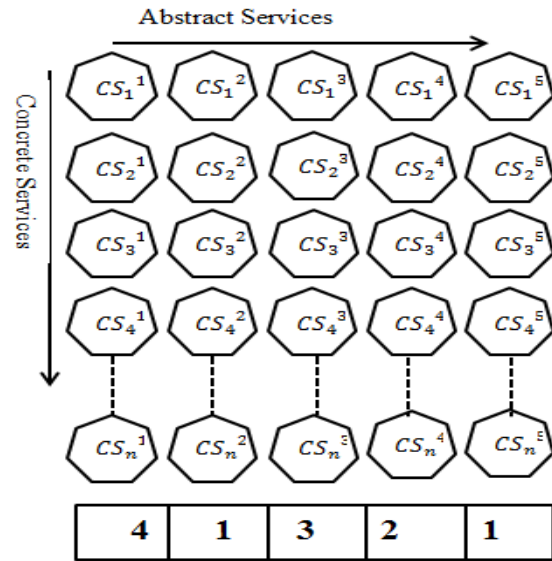 Abstract Services
Concrete Services
CS₁¹ CS₁² CS₁³ CS₁⁴ CS₁⁵
CS₂¹ CS₂² CS₂³ CS₂⁴ CS₂⁵
CS₃¹ CS₃² CS₃³ CS₃⁴ CS₃⁵
CS₄¹ CS₄² CS₄³ CS₄⁴ CS₄⁵
CSₙ¹ CSₙ² CSₙ³ CSₙ⁴ CSₙ⁵
4 1 3 2 1